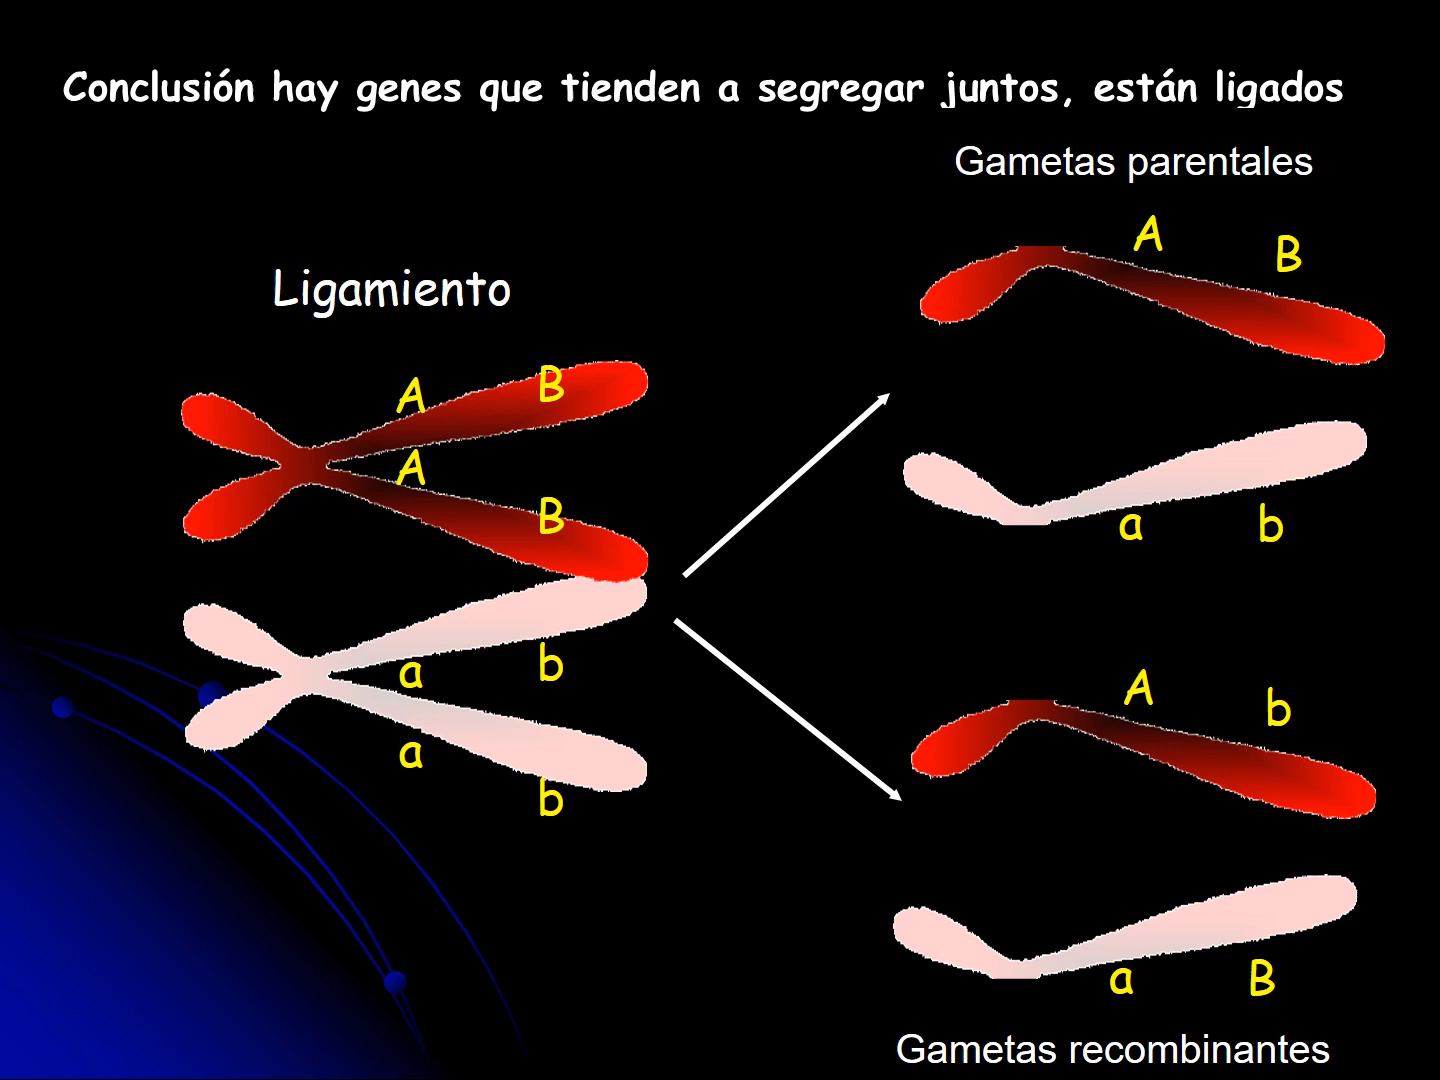 Conclusión hay genes que tienden a segregar juntos, están ligados
Gametas parentales
A
B
Ligamiento
A
B
A
B
a
b
a
b
a
b
A
b
a
B
Gametas recombinantes